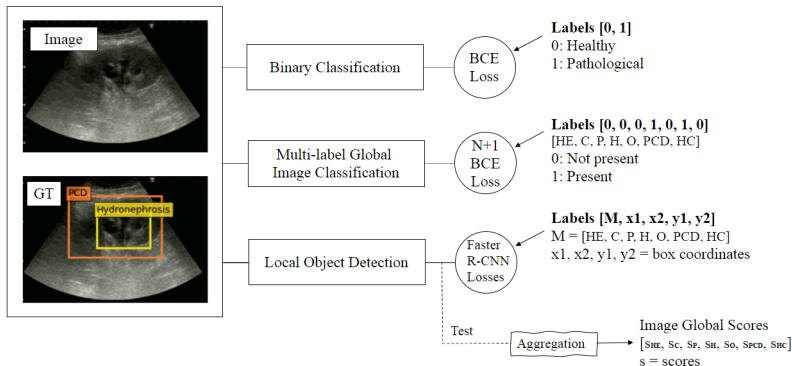 Image
GT
PCD
Hydronephrosis
Binary Classification
BCE
Loss
Labels [0, 1]
0: Healthy
1: Pathological
Multi-label Global
Image Classification
N+1
BCE
Loss
Labels [0, 0, 0, 1, 0, 1, 0]
[HE, C, P, H, O, PCD, HC]
0: Not present
1: Present
Local Object Detection
Faster
R-CNN
Losses
Labels [M, x1, x2, y1, y2]
M = [HE, C, P, H, O, PCD, HC]
x1, x2, y1, y2 = box coordinates
Test
Aggregation
Image Global Scores
[SHE, SC, SP, SH, SO, SPCD, SHC]
s = scores